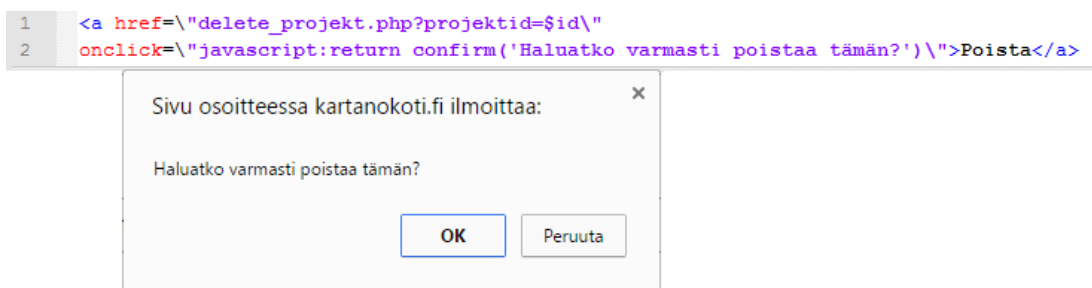 1 <a href=\"delete_projekt.php?projektid=$id\"
2 onclick=\"javascript:return confirm('Haluatko varmasti poistaa tämän?')\">Poista</a>
Sivu osoitteessa kartanokoti.fi ilmoittaa: ×
Haluatko varmasti poistaa tämän?
OK Peruuta